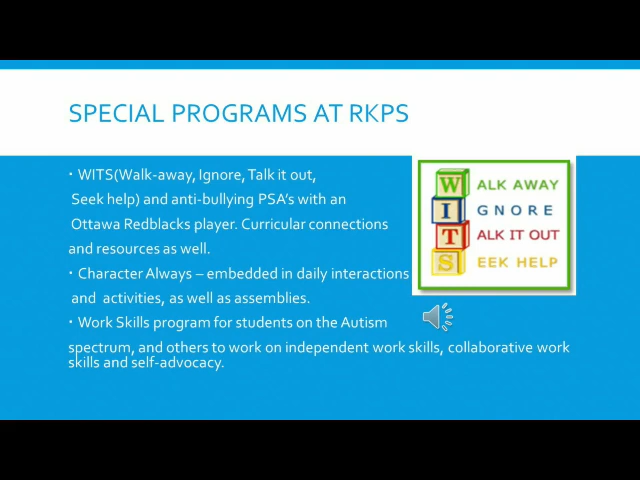 SPECIAL PROGRAMS AT RKPS
• WITS(Walk-away, Ignore, Talk it out,
Seek help) and anti-bullying PSA's with an
Ottawa Redblacks player. Curricular connections
and resources as well.
• Character Always – embedded in daily interactions
and activities, as well as assemblies.
• Work Skills program for students on the Autism
spectrum, and others to work on independent work skills, collaborative work
skills and self-advocacy.
W ALK AWAY
I GNORE
T ALK IT OUT
S EEK HELP